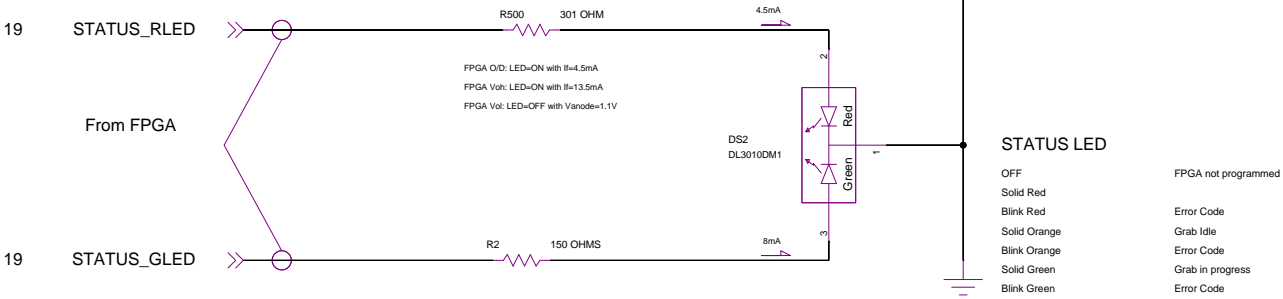 19 STATUS_RLED
R500 301 OHM
4.5mA
2
FPGA O/D: LED=ON with If=4.5mA
FPGA Voh: LED=ON with If=13.5mA
FPGA Vol: LED=OFF with Vanode=1.1V
From FPGA
Red
DS2
DL3010DM1
1
Green
STATUS LED
OFF FPGA not programmed
Solid Red
Blink Red Error Code
Solid Orange Grab Idle
Blink Orange Error Code
Solid Green Grab in progress
Blink Green Error Code
3
19 STATUS_GLED
R2 150 OHMS
8mA